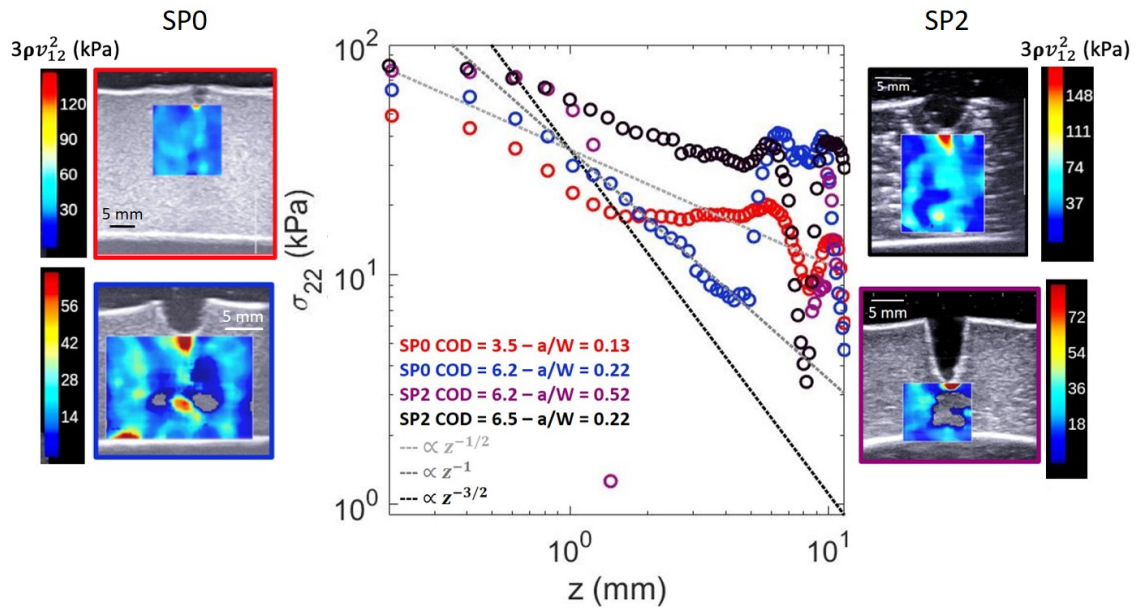 SP0
SP2
3ρv₁₂² (kPa)
120
90
60
30
5 mm
56
42
28
14
5 mm
10²
10¹
10⁰
σ₂₂ (kPa)
SP0 COD = 3.5 – a/W = 0.13
SP0 COD = 6.2 – a/W = 0.22
SP2 COD = 6.2 – a/W = 0.52
SP2 COD = 6.5 – a/W = 0.22
∝ z⁻¹/²
∝ z⁻¹
∝ z⁻³/²
10⁰
10¹
z (mm)
3ρv₁₂² (kPa)
5 mm
148
111
74
37
5 mm
72
54
36
18